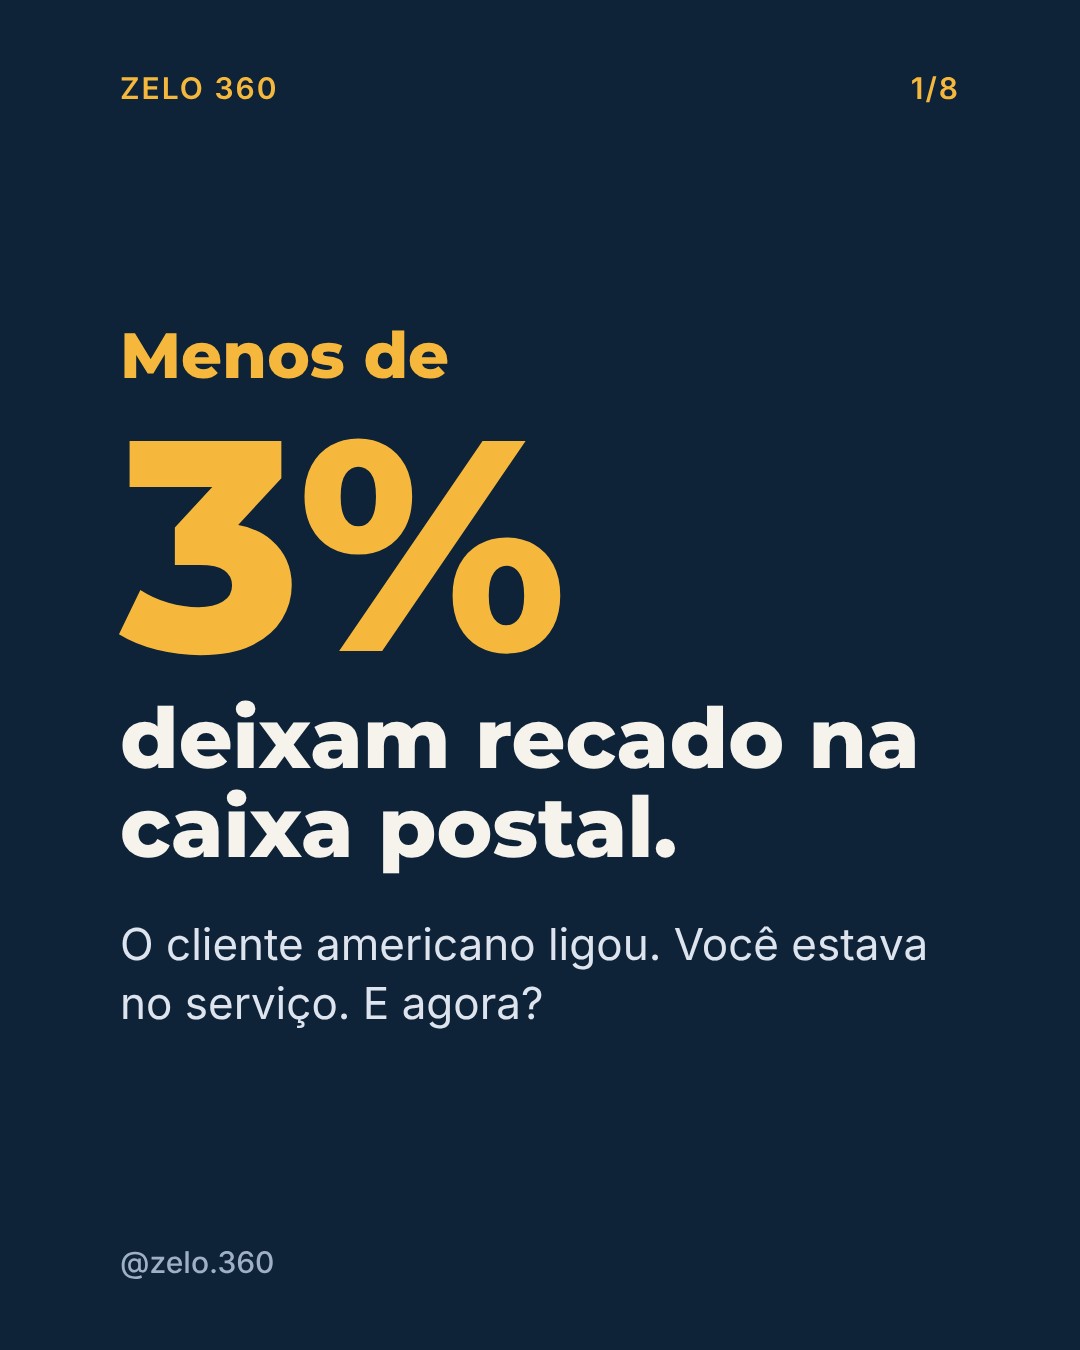 ZELO 360
1/8
Menos de
3%
deixam recado na
caixa postal.
O cliente americano ligou. Você estava
no serviço. E agora?
@zelo.360